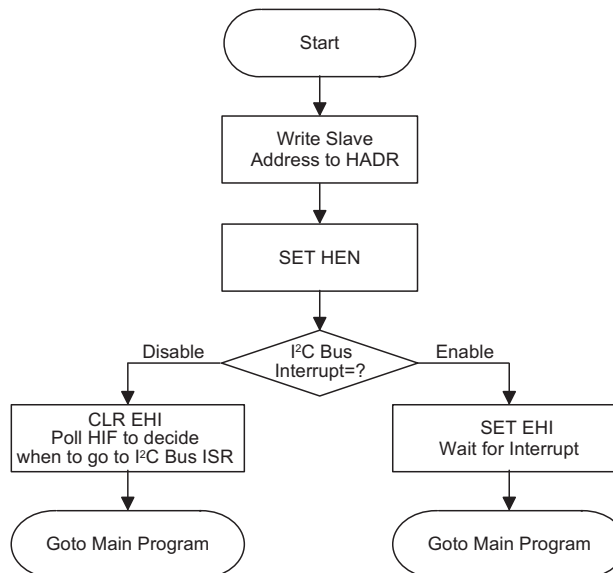 Start
Write Slave
Address to HADR
SET HEN
I²C Bus
Interrupt=?
Disable
Enable
CLR EHI
Poll HIF to decide
when to go to I²C Bus ISR
SET EHI
Wait for Interrupt
Goto Main Program
Goto Main Program